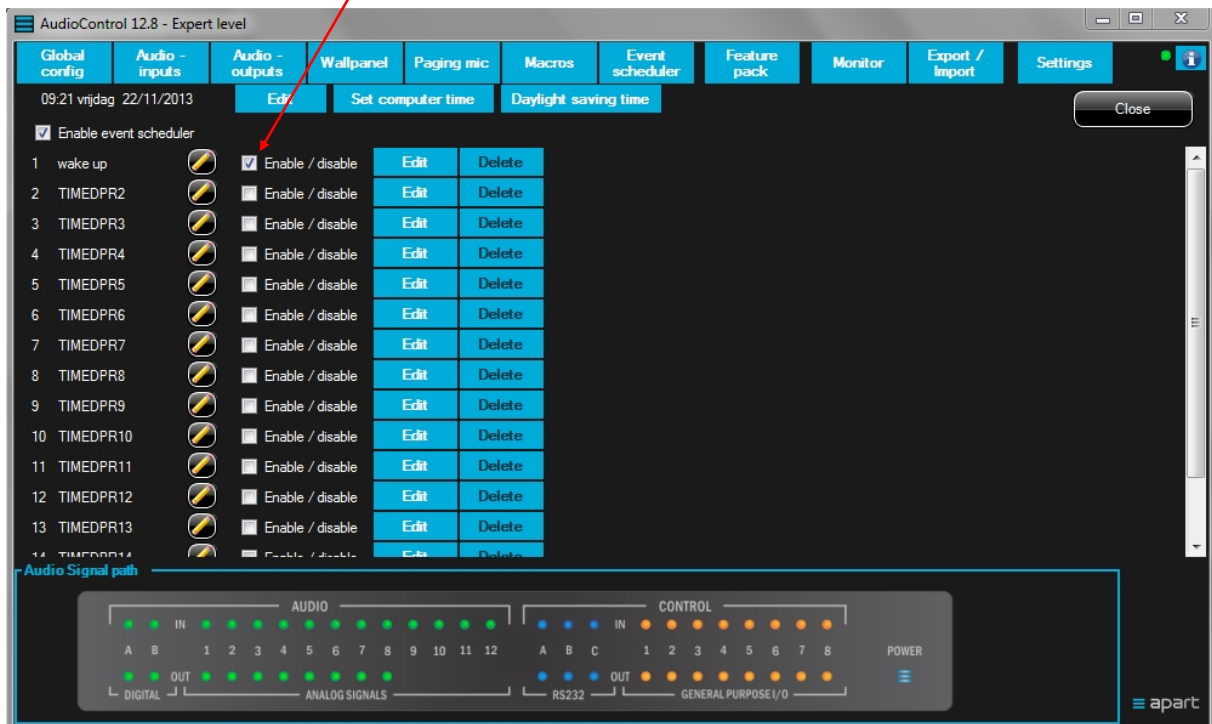 AudioControl 12.8 - Expert level
Global config
Audio - inputs
Audio - outputs
Wallpanel
Paging mic
Macros
Event scheduler
Feature pack
Monitor
Export / Import
Settings
09:21 vrijdag 22/11/2013
Edit
Set computer time
Daylight saving time
Close
Enable event scheduler
1 wake up Enable / disable Edit Delete
2 TIMEDPR2 Enable / disable Edit Delete
3 TIMEDPR3 Enable / disable Edit Delete
4 TIMEDPR4 Enable / disable Edit Delete
5 TIMEDPR5 Enable / disable Edit Delete
6 TIMEDPR6 Enable / disable Edit Delete
7 TIMEDPR7 Enable / disable Edit Delete
8 TIMEDPR8 Enable / disable Edit Delete
9 TIMEDPR9 Enable / disable Edit Delete
10 TIMEDPR10 Enable / disable Edit Delete
11 TIMEDPR11 Enable / disable Edit Delete
12 TIMEDPR12 Enable / disable Edit Delete
13 TIMEDPR13 Enable / disable Edit Delete
14 TIMEDPR14 Enable / disable Edit Delete
Audio Signal path
AUDIO CONTROL
IN IN
A B 1 2 3 4 5 6 7 8 9 10 11 12 A B C 1 2 3 4 5 6 7 8 POWER
OUT OUT
DIGITAL ANALOG SIGNALS RS232 GENERAL PURPOSE I/O
apart